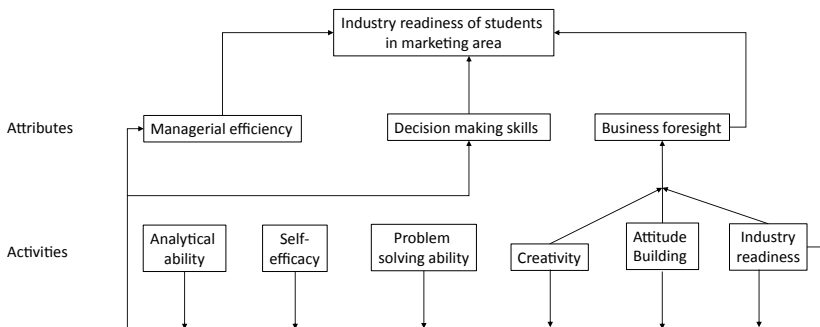 Industry readiness of students
in marketing area
Attributes
Managerial efficiency
Decision making skills
Business foresight
Activities
Analytical
ability
Self-
efficacy
Problem
solving ability
Creativity
Attitude
Building
Industry
readiness